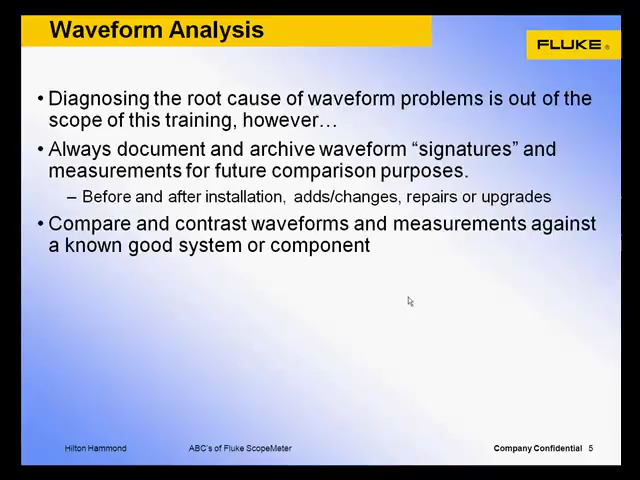 Waveform Analysis
FLUKE®
• Diagnosing the root cause of waveform problems is out of the
scope of this training, however…
• Always document and archive waveform “signatures” and
measurements for future comparison purposes.
– Before and after installation, adds/changes, repairs or upgrades
• Compare and contrast waveforms and measurements against
a known good system or component
Hilton Hammond ABC's of Fluke ScopeMeter Company Confidential 5